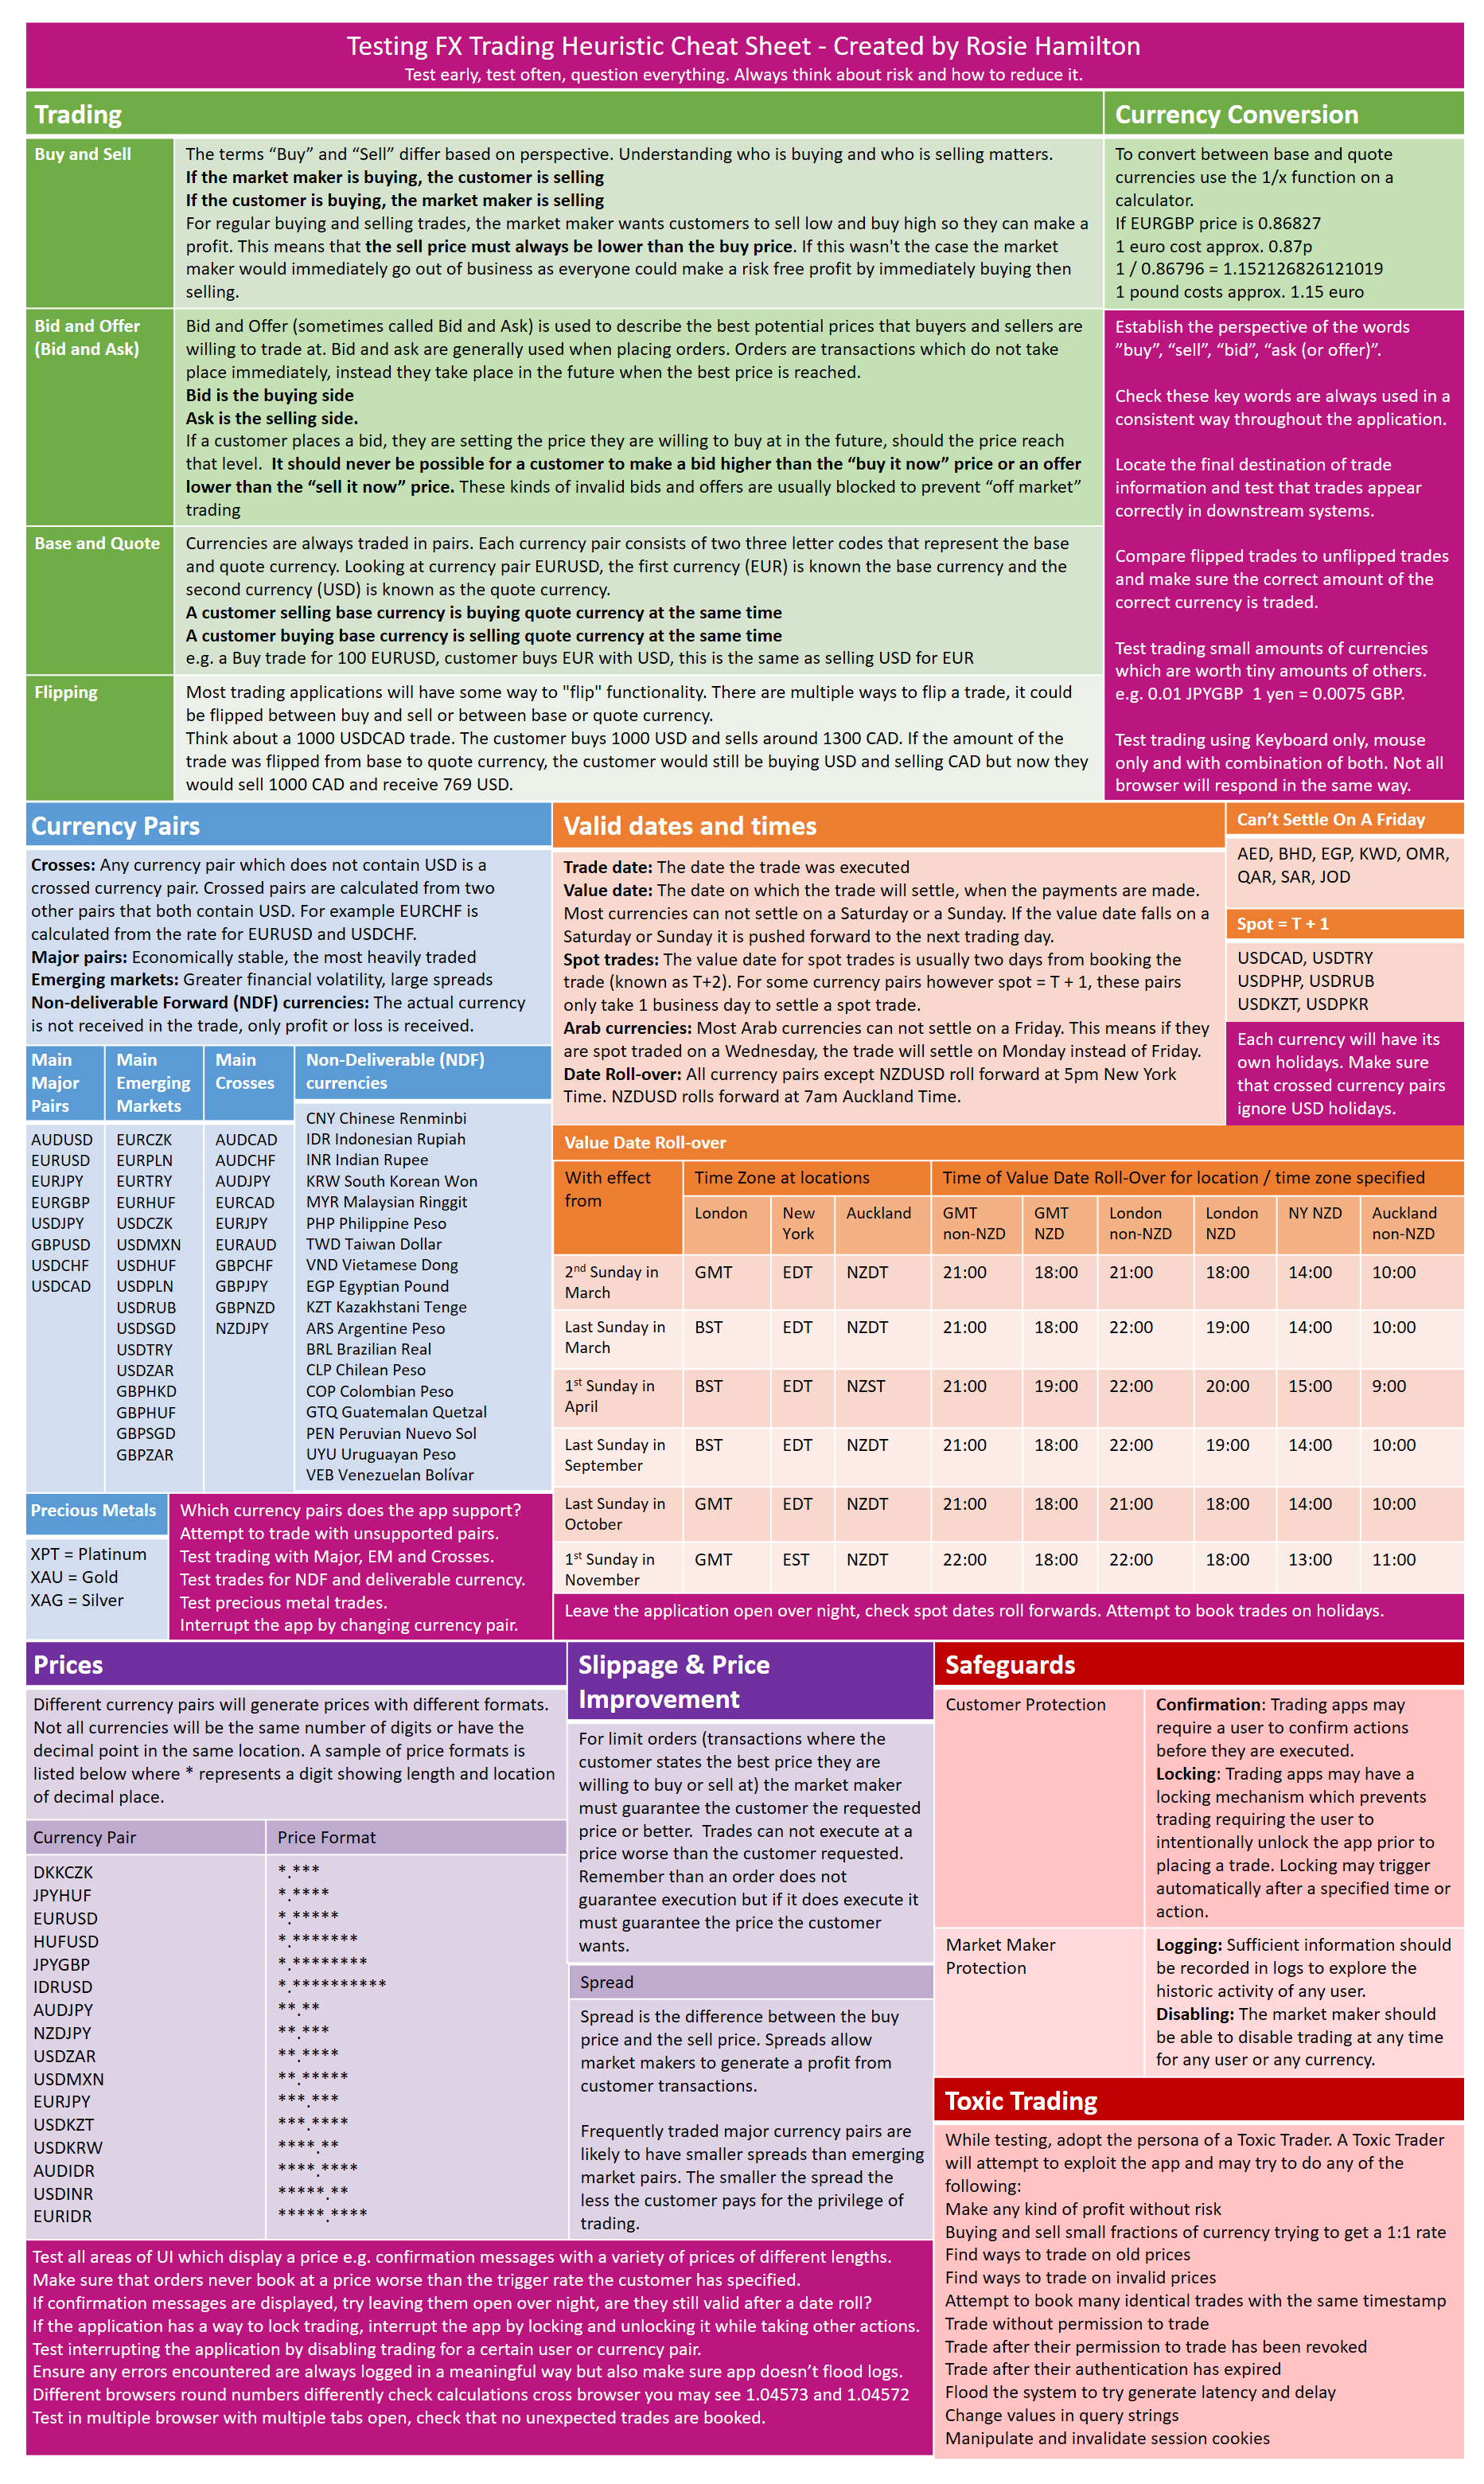 Testing FX Trading Heuristic Cheat Sheet - Created by Rosie Hamilton
Test early, test often, question everything. Always think about risk and how to reduce it.
Trading
Buy and Sell
The terms “Buy” and “Sell” differ based on perspective. Understanding who is buying and who is selling matters.
If the market maker is buying, the customer is selling
If the customer is buying, the market maker is selling
For regular buying and selling trades, the market maker wants customers to sell low and buy high so they can make a
profit. This means that the sell price must always be lower than the buy price. If this wasn't the case the market
maker would immediately go out of business as everyone could make a risk free profit by immediately buying then
selling.
Bid and Offer
(Bid and Ask)
Bid and Offer (sometimes called Bid and Ask) is used to describe the best potential prices that buyers and sellers are
willing to trade at. Bid and ask are generally used when placing orders. Orders are transactions which do not take
place immediately, instead they take place in the future when the best price is reached.
Bid is the buying side
Ask is the selling side.
If a customer places a bid, they are setting the price they are willing to buy at in the future, should the price reach
that level. It should never be possible for a customer to make a bid higher than the “buy it now” price or an offer
lower than the “sell it now” price. These kinds of invalid bids and offers are usually blocked to prevent “off market”
trading
Base and Quote
Currencies are always traded in pairs. Each currency pair consists of two three letter codes that represent the base
and quote currency. Looking at currency pair EURUSD, the first currency (EUR) is known the base currency and the
second currency (USD) is known as the quote currency.
A customer selling base currency is buying quote currency at the same time
A customer buying base currency is selling quote currency at the same time
e.g. a Buy trade for 100 EURUSD, customer buys EUR with USD, this is the same as selling USD for EUR
Flipping
Most trading applications will have some way to "flip" functionality. There are multiple ways to flip a trade, it could
be flipped between buy and sell or between base or quote currency.
Think about a 1000 USDCAD trade. The customer buys 1000 USD and sells around 1300 CAD. If the amount of the
trade was flipped from base to quote currency, the customer would still be buying USD and selling CAD but now they
would sell 1000 CAD and receive 769 USD.
Currency Conversion
To convert between base and quote
currencies use the 1/x function on a
calculator.
If EURGBP price is 0.86827
1 euro cost approx. 0.87p
1 / 0.86796 = 1.152126826121019
1 pound costs approx. 1.15 euro
Establish the perspective of the words
”buy”, “sell”, “bid”, “ask (or offer)”.
Check these key words are always used in a
consistent way throughout the application.
Locate the final destination of trade
information and test that trades appear
correctly in downstream systems.
Compare flipped trades to unflipped trades
and make sure the correct amount of the
correct currency is traded.
Test trading small amounts of currencies
which are worth tiny amounts of others.
e.g. 0.01 JPYGBP 1 yen = 0.0075 GBP.
Test trading using Keyboard only, mouse
only and with combination of both. Not all
browser will respond in the same way.
Currency Pairs
Crosses: Any currency pair which does not contain USD is a
crossed currency pair. Crossed pairs are calculated from two
other pairs that both contain USD. For example EURCHF is
calculated from the rate for EURUSD and USDCHF.
Major pairs: Economically stable, the most heavily traded
Emerging markets: Greater financial volatility, large spreads
Non-deliverable Forward (NDF) currencies: The actual currency
is not received in the trade, only profit or loss is received.
Main
Major
Pairs
AUDUSD
EURUSD
EURJPY
EURGBP
USDJPY
GBPUSD
USDCHF
USDCAD
Main
Emerging
Markets
EURCZK
EURPLN
EURTRY
EURHUF
USDCZK
USDMXN
USDHUF
USDPLN
USDRUB
USDSGD
USDTRY
USDZAR
GBPHKD
GBPHUF
GBPSGD
GBPZAR
Main
Crosses
AUDCAD
AUDCHF
AUDJPY
EURCAD
EURJPY
EURAUD
GBPCHF
GBPJPY
GBPNZD
NZDJPY
Non-Deliverable (NDF)
currencies
CNY Chinese Renminbi
IDR Indonesian Rupiah
INR Indian Rupee
KRW South Korean Won
MYR Malaysian Ringgit
PHP Philippine Peso
TWD Taiwan Dollar
VND Vietamese Dong
EGP Egyptian Pound
KZT Kazakhstani Tenge
ARS Argentine Peso
BRL Brazilian Real
CLP Chilean Peso
COP Colombian Peso
GTQ Guatemalan Quetzal
PEN Peruvian Nuevo Sol
UYU Uruguayan Peso
VEB Venezuelan Bolívar
Precious Metals
XPT = Platinum
XAU = Gold
XAG = Silver
Which currency pairs does the app support?
Attempt to trade with unsupported pairs.
Test trading with Major, EM and Crosses.
Test trades for NDF and deliverable currency.
Test precious metal trades.
Interrupt the app by changing currency pair.
Valid dates and times
Trade date: The date the trade was executed
Value date: The date on which the trade will settle, when the payments are made.
Most currencies can not settle on a Saturday or a Sunday. If the value date falls on a
Saturday or Sunday it is pushed forward to the next trading day.
Spot trades: The value date for spot trades is usually two days from booking the
trade (known as T+2). For some currency pairs however spot = T + 1, these pairs
only take 1 business day to settle a spot trade.
Arab currencies: Most Arab currencies can not settle on a Friday. This means if they
are spot traded on a Wednesday, the trade will settle on Monday instead of Friday.
Date Roll-over: All currency pairs except NZDUSD roll forward at 5pm New York
Time. NZDUSD rolls forward at 7am Auckland Time.
Can’t Settle On A Friday
AED, BHD, EGP, KWD, OMR,
QAR, SAR, JOD
Spot = T + 1
USDCAD, USDTRY
USDPHP, USDRUB
USDKZT, USDPKR
Each currency will have its
own holidays. Make sure
that crossed currency pairs
ignore USD holidays.
Value Date Roll-over
With effect
from
Time Zone at locations
Time of Value Date Roll-Over for location / time zone specified
London
New
York
Auckland
GMT
non-NZD
GMT
NZD
London
non-NZD
London
NZD
NY NZD
Auckland
non-NZD
2nd Sunday in
March
GMT EDT NZDT 21:00 18:00 21:00 18:00 14:00 10:00
Last Sunday in
March
BST EDT NZDT 21:00 18:00 22:00 19:00 14:00 10:00
1st Sunday in
April
BST EDT NZST 21:00 19:00 22:00 20:00 15:00 9:00
Last Sunday in
September
BST EDT NZDT 21:00 18:00 22:00 19:00 14:00 10:00
Last Sunday in
October
GMT EDT NZDT 21:00 18:00 21:00 18:00 14:00 10:00
1st Sunday in
November
GMT EST NZDT 22:00 18:00 22:00 18:00 13:00 11:00
Leave the application open over night, check spot dates roll forwards. Attempt to book trades on holidays.
Prices
Different currency pairs will generate prices with different formats.
Not all currencies will be the same number of digits or have the
decimal point in the same location. A sample of price formats is
listed below where * represents a digit showing length and location
of decimal place.
Currency Pair Price Format
DKKCZK *.***
JPYHUF *.****
EURUSD *.*****
HUFUSD *.*******
JPYGBP *.********
IDRUSD *.**********
AUDJPY **.**
NZDJPY **.***
USDZAR **.****
USDMXN **.*****
EURJPY ***.***
USDKZT ***.****
USDKRW ****.**
AUDIDR ****.****
USDINR *****.**
EURIDR *****.****
Slippage & Price
Improvement
For limit orders (transactions where the
customer states the best price they are
willing to buy or sell at) the market maker
must guarantee the customer the requested
price or better. Trades can not execute at a
price worse than the customer requested.
Remember than an order does not
guarantee execution but if it does execute it
must guarantee the price the customer
wants.
Spread
Spread is the difference between the buy
price and the sell price. Spreads allow
market makers to generate a profit from
customer transactions.
Frequently traded major currency pairs are
likely to have smaller spreads than emerging
market pairs. The smaller the spread the
less the customer pays for the privilege of
trading.
Test all areas of UI which display a price e.g. confirmation messages with a variety of prices of different lengths.
Make sure that orders never book at a price worse than the trigger rate the customer has specified.
If confirmation messages are displayed, try leaving them open over night, are they still valid after a date roll?
If the application has a way to lock trading, interrupt the app by locking and unlocking it while taking other actions.
Test interrupting the application by disabling trading for a certain user or currency pair.
Ensure any errors encountered are always logged in a meaningful way but also make sure app doesn’t flood logs.
Different browsers round numbers differently check calculations cross browser you may see 1.04573 and 1.04572
Test in multiple browser with multiple tabs open, check that no unexpected trades are booked.
Safeguards
Customer Protection
Confirmation: Trading apps may
require a user to confirm actions
before they are executed.
Locking: Trading apps may have a
locking mechanism which prevents
trading requiring the user to
intentionally unlock the app prior to
placing a trade. Locking may trigger
automatically after a specified time or
action.
Market Maker
Protection
Logging: Sufficient information should
be recorded in logs to explore the
historic activity of any user.
Disabling: The market maker should
be able to disable trading at any time
for any user or any currency.
Toxic Trading
While testing, adopt the persona of a Toxic Trader. A Toxic Trader
will attempt to exploit the app and may try to do any of the
following:
Make any kind of profit without risk
Buying and sell small fractions of currency trying to get a 1:1 rate
Find ways to trade on old prices
Find ways to trade on invalid prices
Attempt to book many identical trades with the same timestamp
Trade without permission to trade
Trade after their permission to trade has been revoked
Trade after their authentication has expired
Flood the system to try generate latency and delay
Change values in query strings
Manipulate and invalidate session cookies